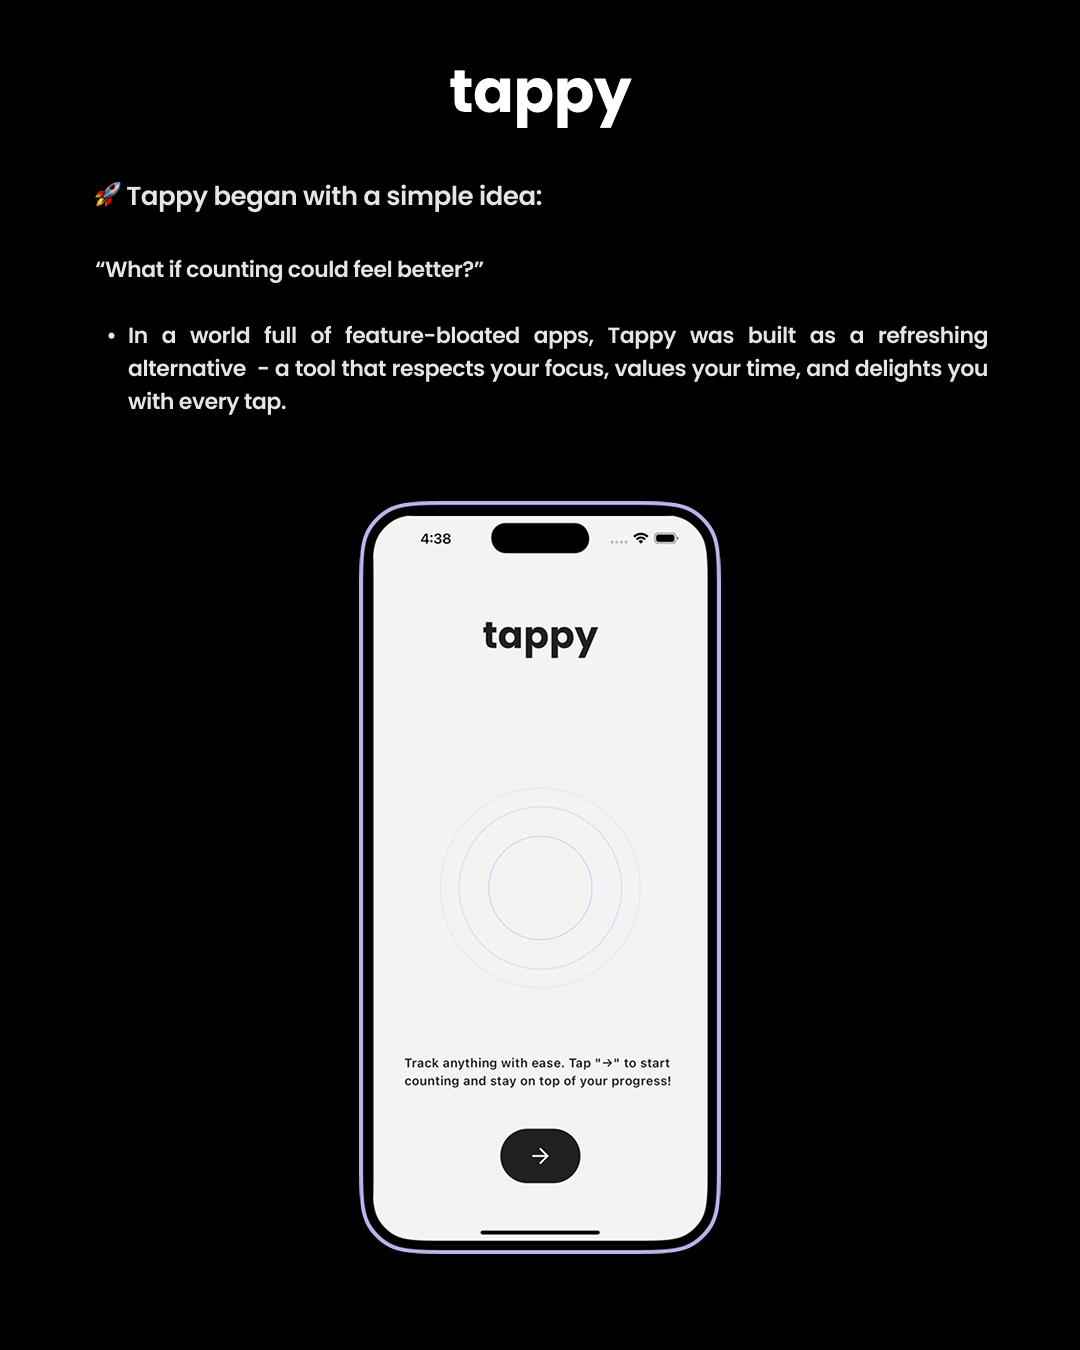 tappy
🚀 Tappy began with a simple idea:
“What if counting could feel better?”
• In a world full of feature-bloated apps, Tappy was built as a refreshing
alternative - a tool that respects your focus, values your time, and delights you
with every tap.
4:38
tappy
Track anything with ease. Tap "→" to start
counting and stay on top of your progress!
→